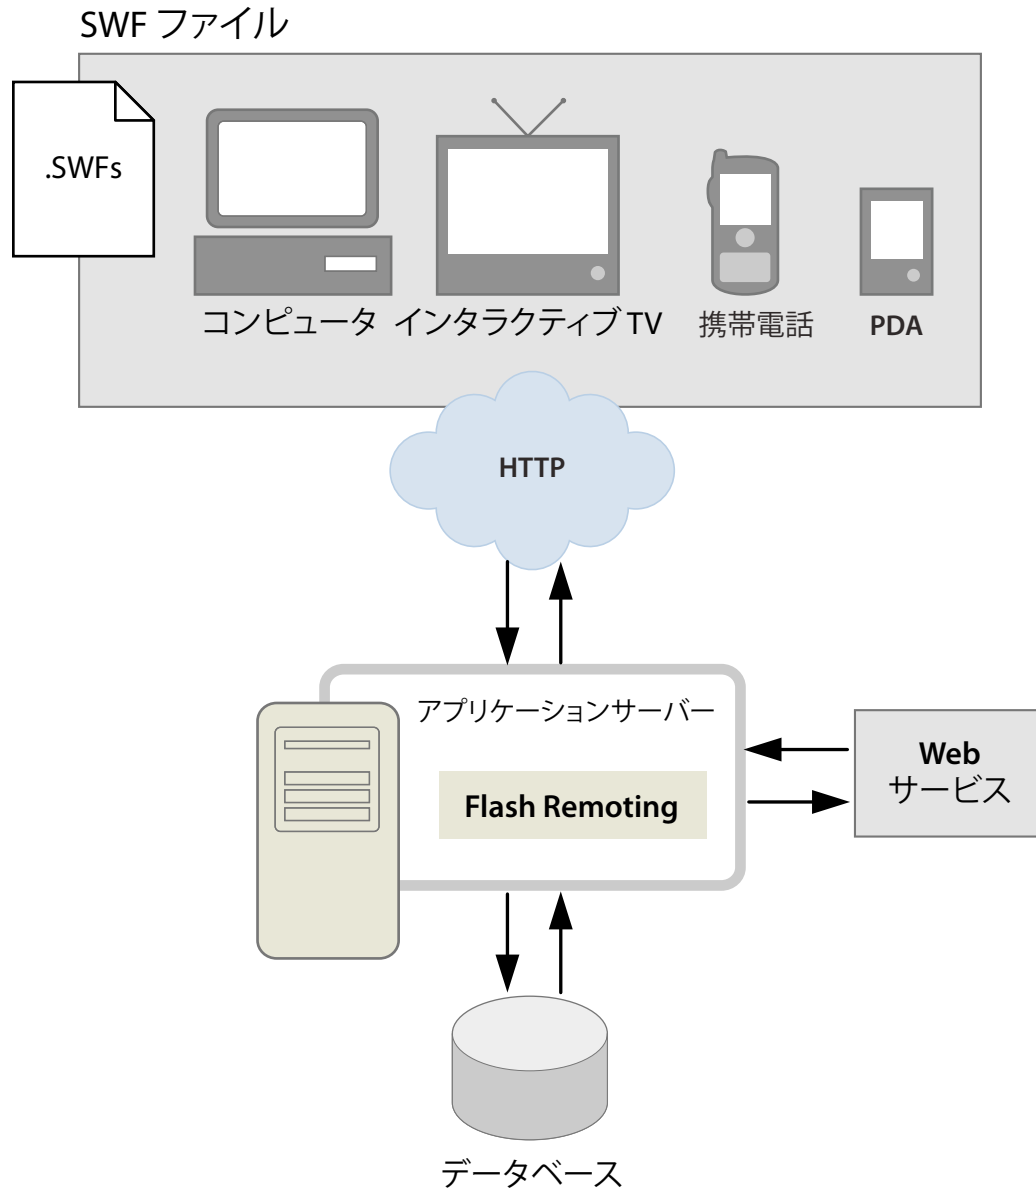 SWF ファイル
.SWFs
コンピュータ
インタラクティブ TV
携帯電話
PDA
HTTP
アプリケーションサーバー
Flash Remoting
Web
サービス
データベース